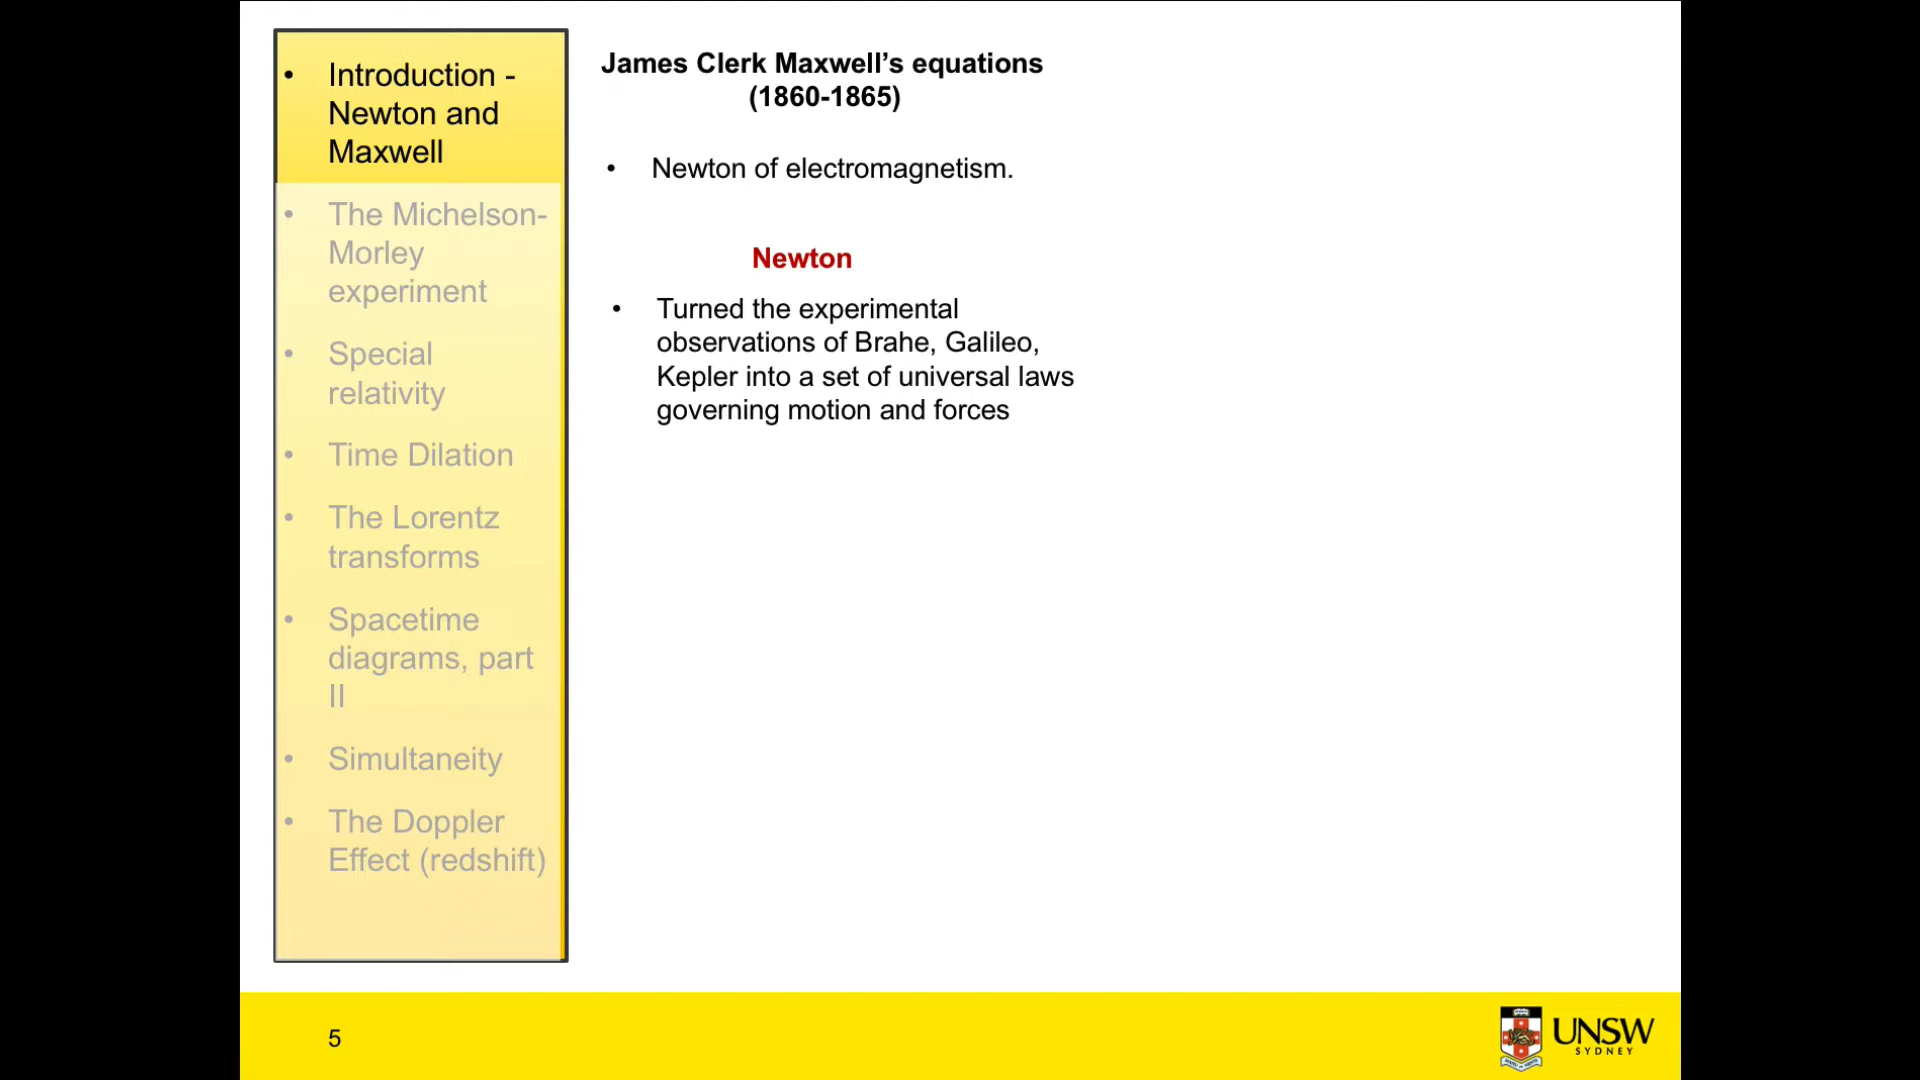 • Introduction -
Newton and
Maxwell
• The Michelson-
Morley
experiment
• Special
relativity
• Time Dilation
• The Lorentz
transforms
• Spacetime
diagrams, part
II
• Simultaneity
• The Doppler
Effect (redshift)
James Clerk Maxwell’s equations
(1860-1865)
• Newton of electromagnetism.
Newton
• Turned the experimental
observations of Brahe, Galileo,
Kepler into a set of universal laws
governing motion and forces
5
UNSW
SYDNEY